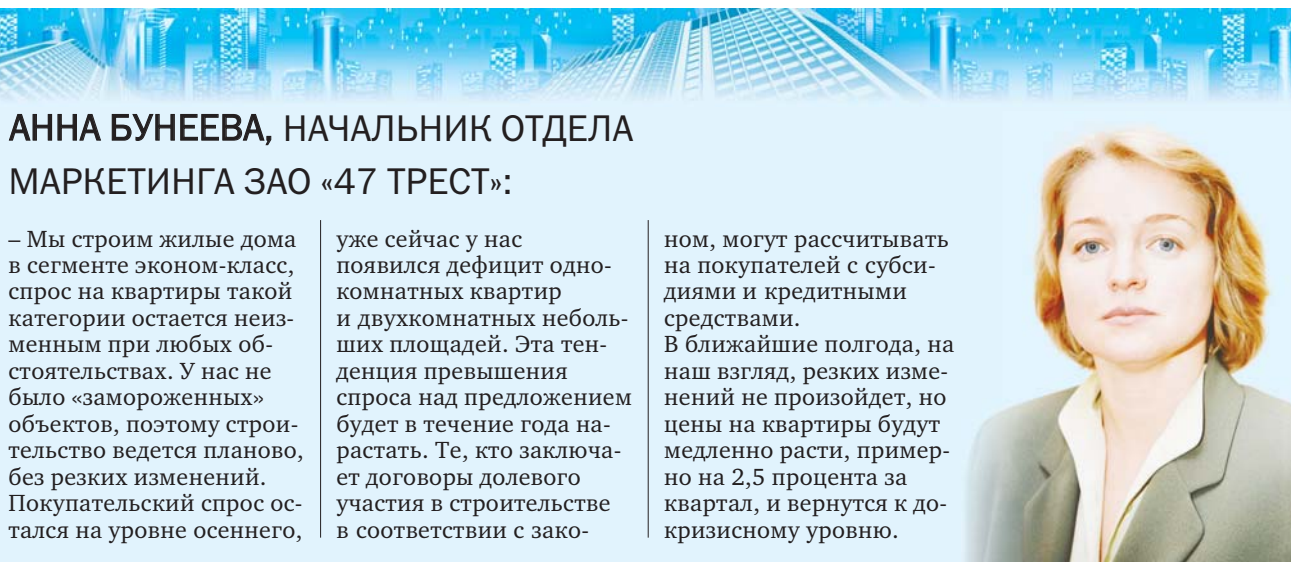 АННА БУНЕЕВА, НАЧАЛЬНИК ОТДЕЛА
МАРКЕТИНГА ЗАО «47 ТРЕСТ»:
– Мы строим жилые дома
в сегменте эконом-класс,
спрос на квартиры такой
категории остается неиз-
менным при любых об-
стоятельствах. У нас не
было «замороженных»
объектов, поэтому строи-
тельство ведется планово,
без резких изменений.
Покупательский спрос ос-
тался на уровне осеннего,
уже сейчас у нас
появился дефицит одно-
комнатных квартир
и двухкомнатных неболь-
ших площадей. Эта тен-
денция превышения
спроса над предложением
будет в течение года на-
растать. Те, кто заключа-
ет договоры долевого
участия в строительстве
в соответствии с зако-
ном, могут рассчитывать
на покупателей с субси-
диями и кредитными
средствами.
В ближайшие полгода, на
наш взгляд, резких изме-
нений не произойдет, но
цены на квартиры будут
медленно расти, пример-
но на 2,5 процента за
квартал, и вернутся к до-
кризисному уровню.